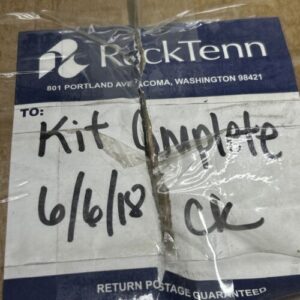 RockTenn
801 PORTLAND AVE TACOMA, WASHINGTON 98421
TO:
Kit Complete
6/6/18 CK
RETURN POSTAGE GUARANTEED